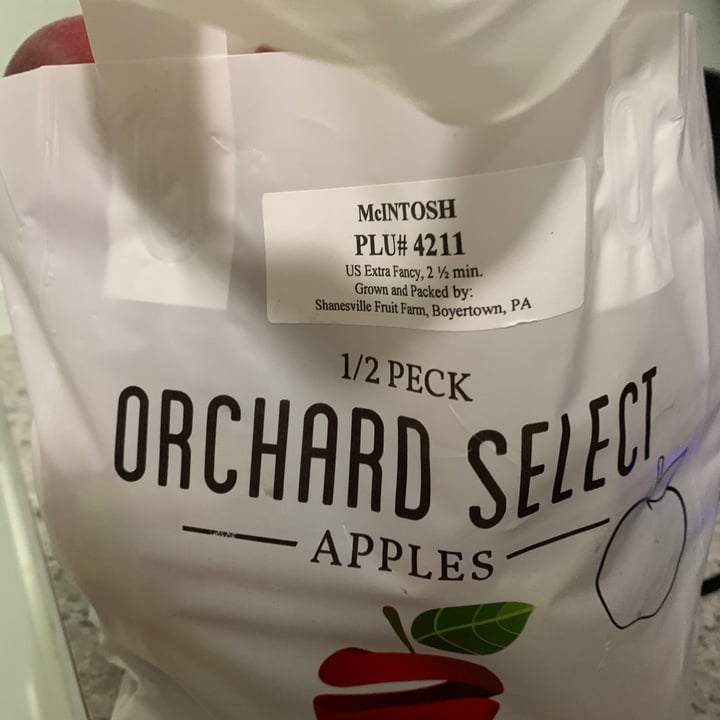 McINTOSH
PLU# 4211
US Extra Fancy, 2 ½ min.
Grown and Packed by:
Shanesville Fruit Farm, Boyertown, PA
1/2 PECK
ORCHARD SELECT
APPLES